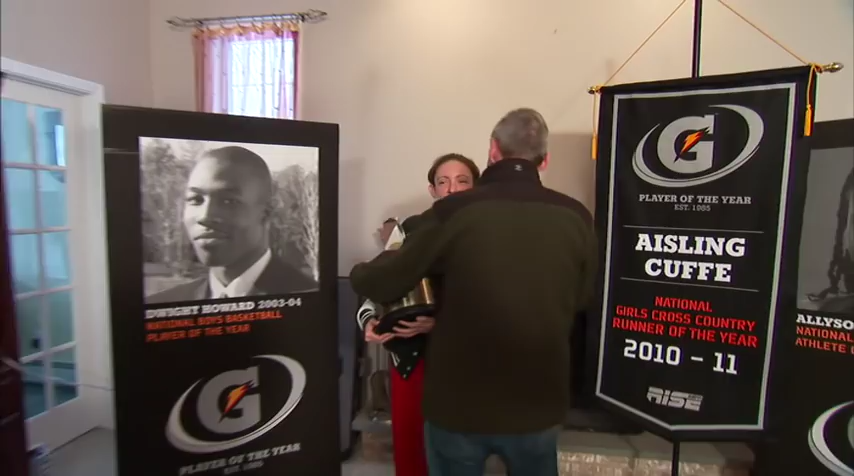 DWIGHT HOWARD 2003-04
NATIONAL BOYS BASKETBALL
PLAYER OF THE YEAR
G
PLAYER OF THE YEAR
G
PLAYER OF THE YEAR
EST. 1985
AISLING
CUFFE
NATIONAL
GIRLS CROSS COUNTRY
RUNNER OF THE YEAR
2010 - 11
RISE
ALLYSO
NATIONAL
ATHLETE